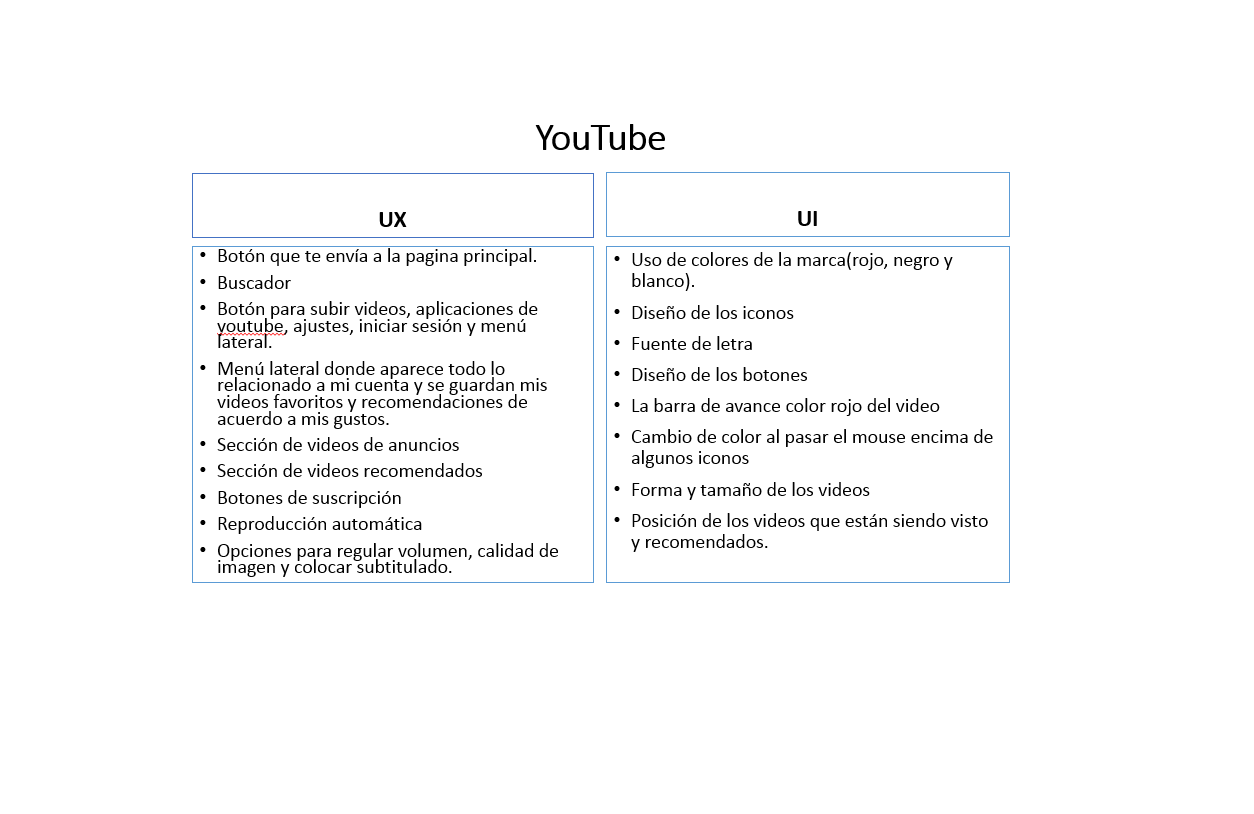 YouTube
UX
• Botón que te envía a la pagina principal.
• Buscador
• Botón para subir videos, aplicaciones de
youtube, ajustes, iniciar sesión y menú
lateral.
• Menú lateral donde aparece todo lo
relacionado a mi cuenta y se guardan mis
videos favoritos y recomendaciones de
acuerdo a mis gustos.
• Sección de videos de anuncios
• Sección de videos recomendados
• Botones de suscripción
• Reproducción automática
• Opciones para regular volumen, calidad de
imagen y colocar subtitulado.
UI
• Uso de colores de la marca(rojo, negro y
blanco).
• Diseño de los iconos
• Fuente de letra
• Diseño de los botones
• La barra de avance color rojo del video
• Cambio de color al pasar el mouse encima de
algunos iconos
• Forma y tamaño de los videos
• Posición de los videos que están siendo visto
y recomendados.